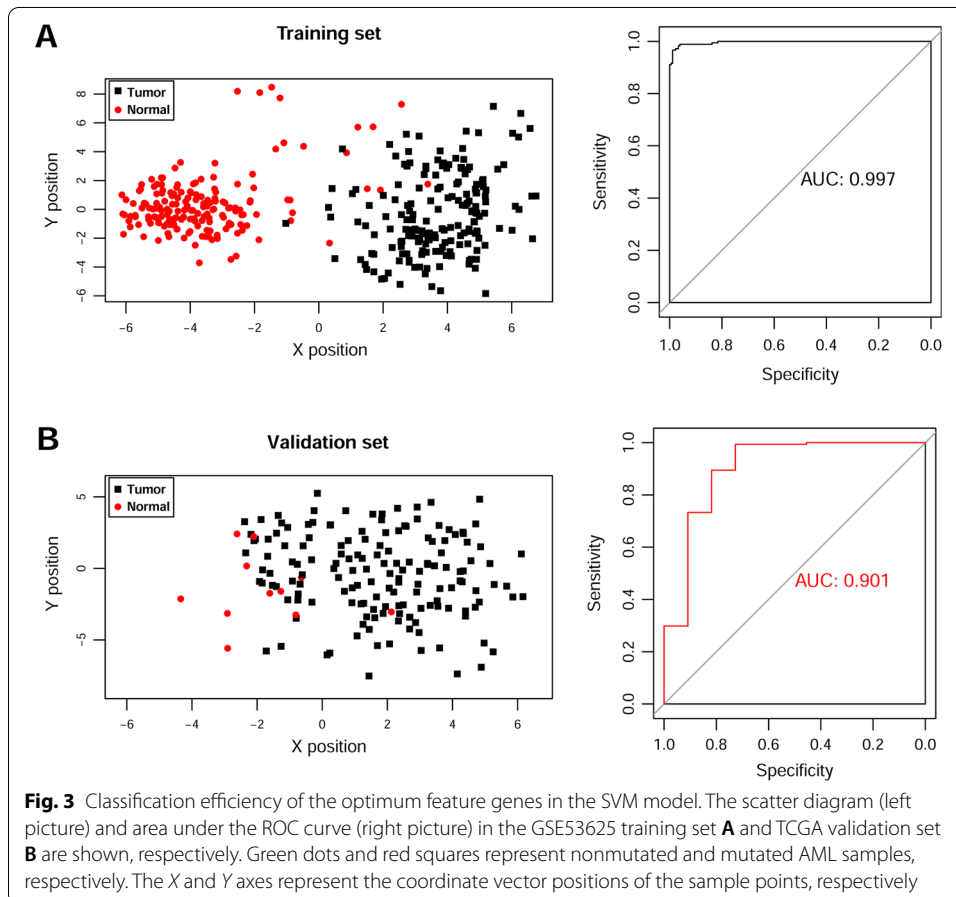 A
Training set
Tumor
Normal
8
6
4
2
0
−2
−4
−6
Y position
−6 −4 −2 0 2 4 6
X position
1.0
0.8
0.6
0.4
0.2
0.0
Sensitivity
AUC: 0.997
1.0 0.8 0.6 0.4 0.2 0.0
Specificity
B
Validation set
Tumor
Normal
5
0
−5
Y position
−6 −4 −2 0 2 4 6
X position
1.0
0.8
0.6
0.4
0.2
0.0
Sensitivity
AUC: 0.901
1.0 0.8 0.6 0.4 0.2 0.0
Specificity
Fig. 3 Classification efficiency of the optimum feature genes in the SVM model. The scatter diagram (left
picture) and area under the ROC curve (right picture) in the GSE53625 training set A and TCGA validation set
B are shown, respectively. Green dots and red squares represent nonmutated and mutated AML samples,
respectively. The X and Y axes represent the coordinate vector positions of the sample points, respectively